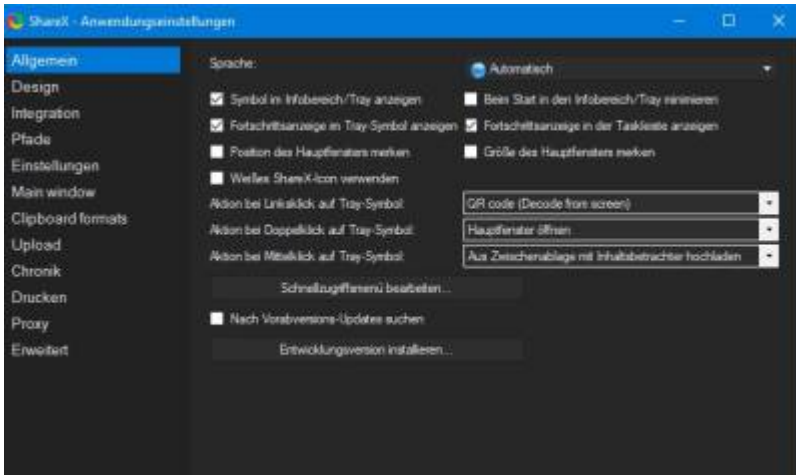 ShareX - Anwendungseinstellungen
Allgemein
Design
Integration
Pfade
Einstellungen
Main window
Clipboard formats
Upload
Chronik
Drucken
Proxy
Erweitert
Sprache:
Automatisch
Symbol im Infobereich/Tray anzeigen
Beim Start in den Infobereich/Tray minimieren
Fortschrittsanzeige im Tray-Symbol anzeigen
Fortschrittsanzeige in der Taskleiste anzeigen
Position des Hauptfensters merken
Größe des Hauptfensters merken
Weißes ShareX-Icon verwenden
Aktion bei Linksklick auf Tray-Symbol:
QR code (Decode from screen)
Aktion bei Doppelklick auf Tray-Symbol:
Hauptfenster öffnen
Aktion bei Mittelklick auf Tray-Symbol:
Aus Zwischenablage mit Inhaltsbetrachter hochladen
Schnellzugriffsmenü bearbeiten...
Nach Vorabversions-Updates suchen
Entwicklungsversion installieren...